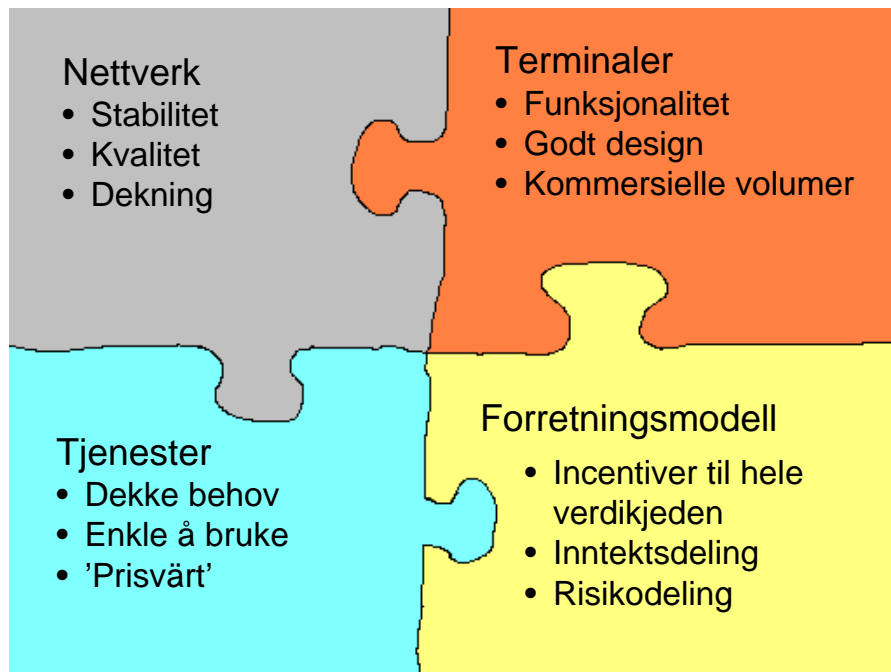 Nettverk
• Stabilitet
• Kvalitet
• Dekning
Terminaler
• Funksjonalitet
• Godt design
• Kommersielle volumer
Tjenester
• Dekke behov
• Enkle å bruke
• ’Prisvärt’
Forretningsmodell
• Incentiver til hele
verdikjeden
• Inntektsdeling
• Risikodeling